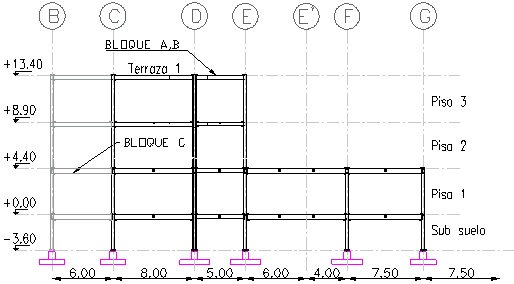 B C D E E' F G
BLOQUE A,B
+13.40
Terraza 1
Piso 3
+8.90
BLOQUE C
Piso 2
+4.40
Piso 1
+0.00
Sub suelo
-3.60
6.00 8.00 5.00 6.00 4.00 7.50 7.50